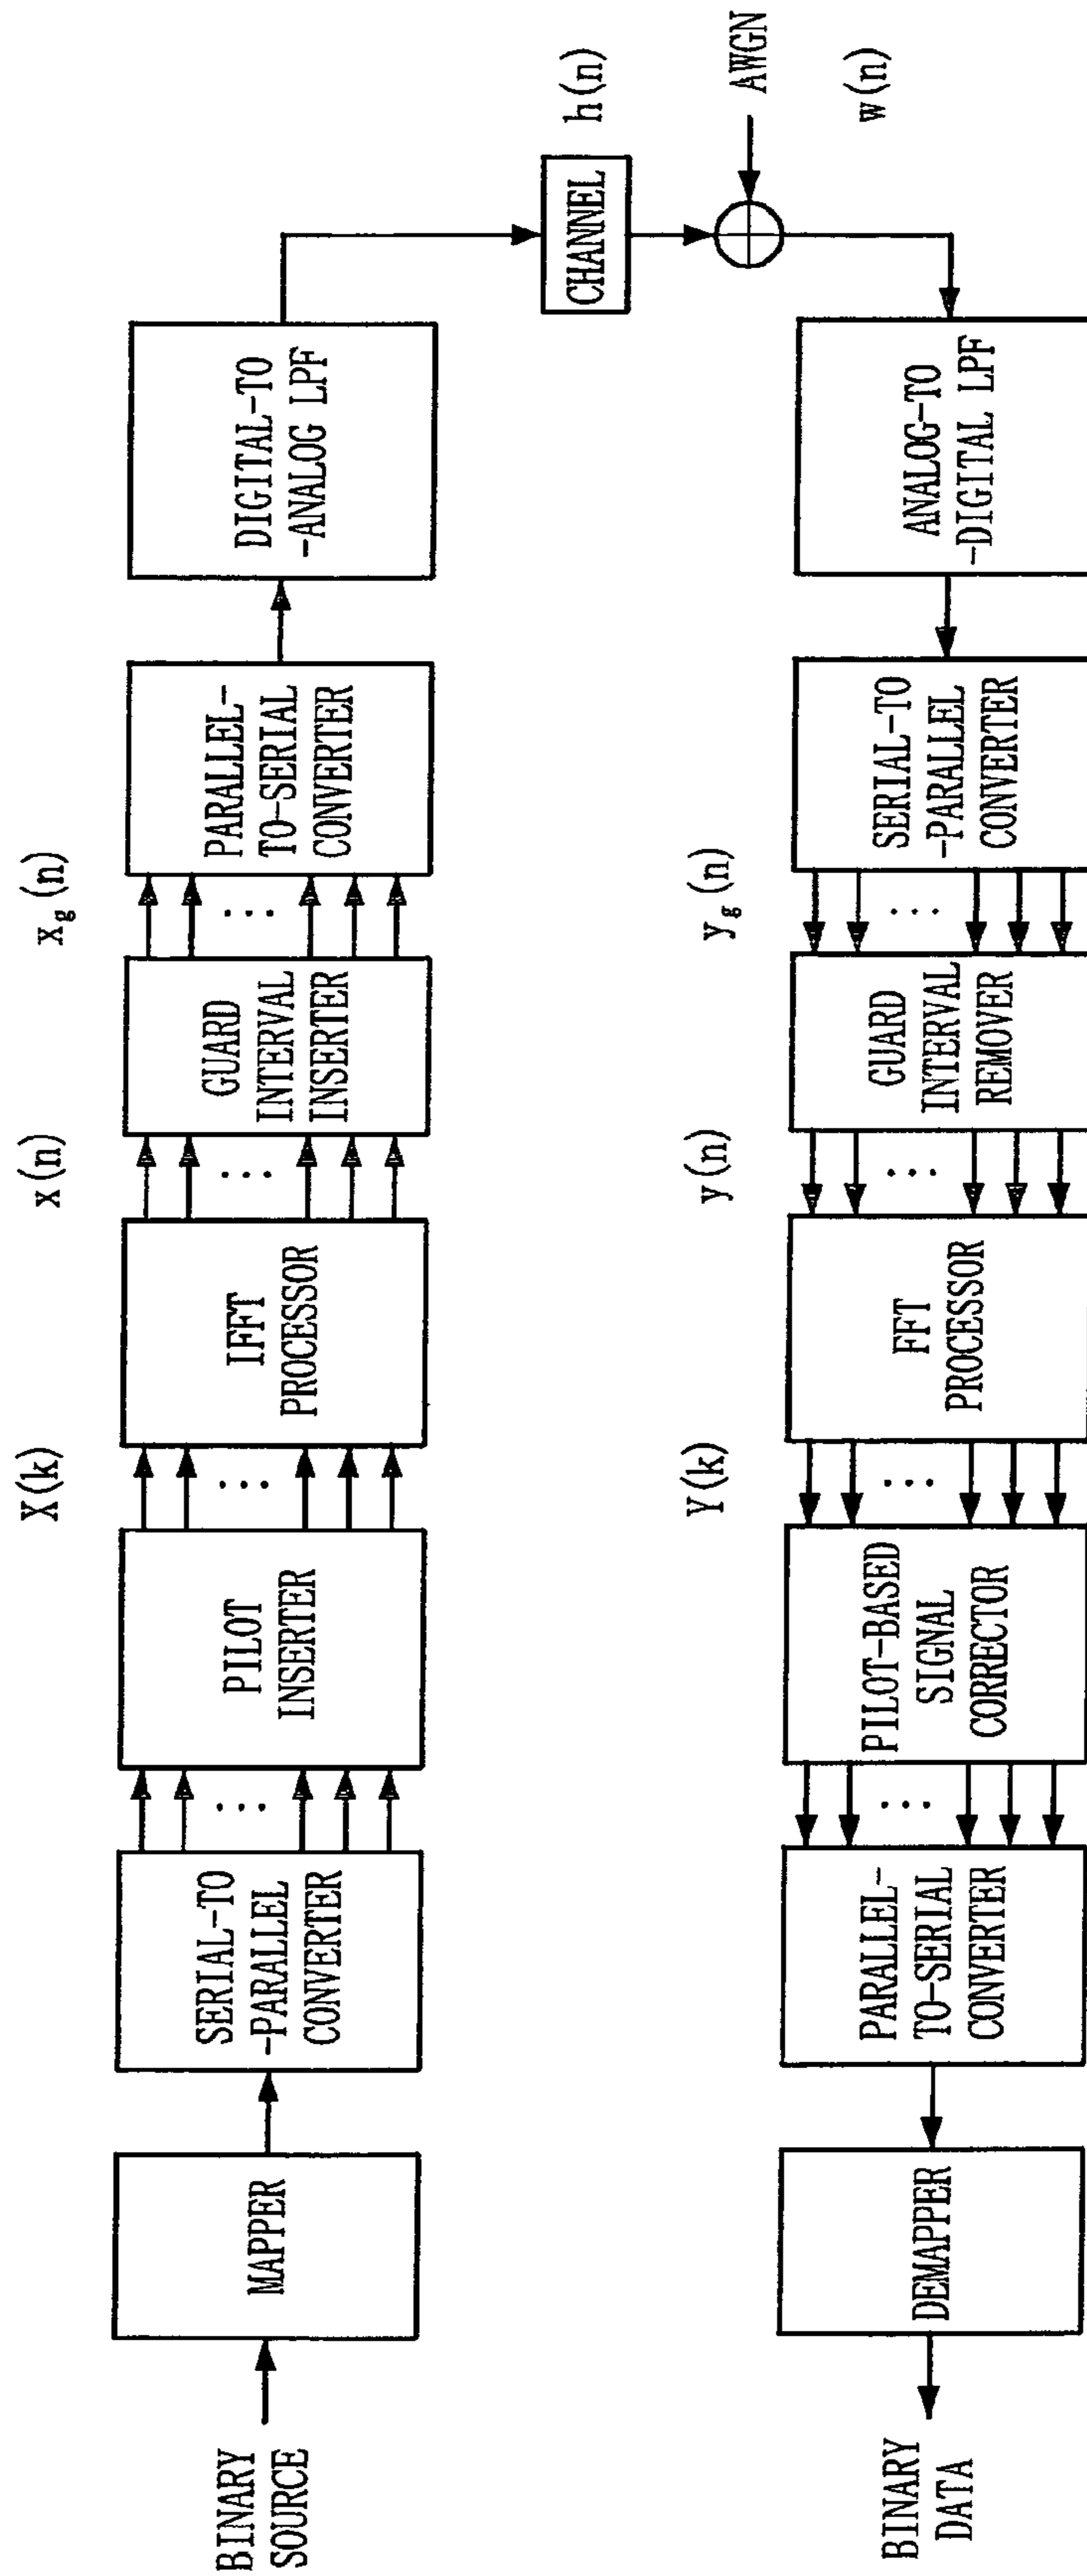 BINARY
SOURCE
MAPPER
SERIAL-TO
-PARALLEL
CONVERTER
PILOT
INSERTER
X(k)
IFFT
PROCESSOR
x(n)
GUARD
INTERVAL
INSERTER
x_g(n)
PARALLEL-
TO-SERIAL
CONVERTER
DIGITAL-TO
-ANALOG LPF
CHANNEL
h(n)
AWGN
w(n)
ANALOG-TO
-DIGITAL LPF
SERIAL-TO
-PARALLEL
CONVERTER
y_g(n)
GUARD
INTERVAL
REMOVER
y(n)
FFT
PROCESSOR
Y(k)
PILOT-BASED
SIGNAL
CORRECTOR
PARALLEL-
TO-SERIAL
CONVERTER
DEMAPPER
BINARY
DATA